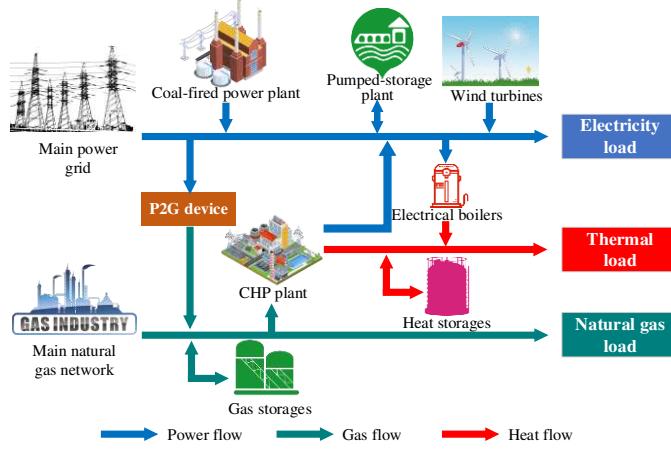 Coal-fired power plant
Pumped-storage
plant
Wind turbines
Main power
grid
Electricity
load
P2G device
Electrical boilers
CHP plant
Thermal
load
Heat storages
GAS INDUSTRY
Main natural
gas network
Natural gas
load
Gas storages
Power flow
Gas flow
Heat flow